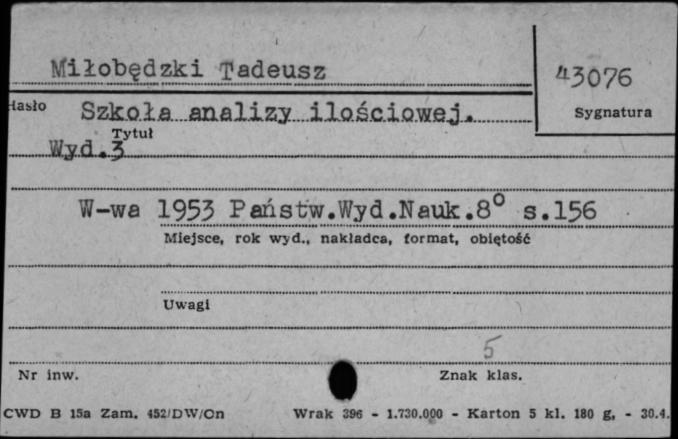 Miłobędzki Tadeusz
43076
Hasło
Sygnatura
Szkoła analizy ilościowej.
Tytuł
Wyd.3
W-wa 1953 Państw.Wyd.Nauk.8° s.156
Miejsce, rok wyd., nakładca, format, objętość
Uwagi
5
Nr inw.
Znak klas.
CWD B 15a Zam. 452/DW/Cn Wrak 396 - 1.730.000 - Karton 5 kl. 180 g, - 30.4.